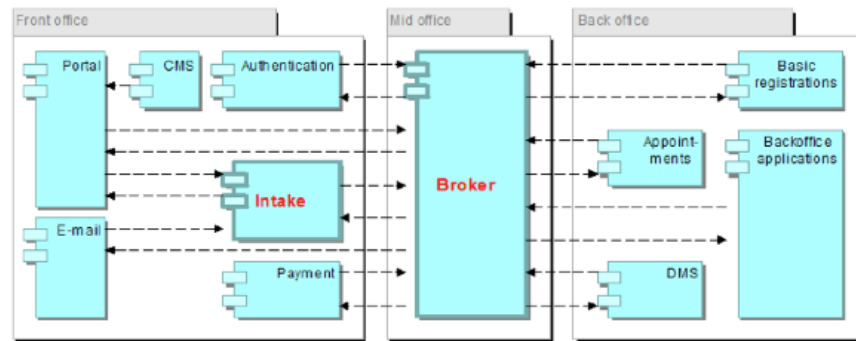 Front office
Mid office
Back office
Portal
CMS
Authentication
Basic
registrations
Appoint-
ments
Backoffice
applications
Intake
Broker
E-mail
Payment
DMS